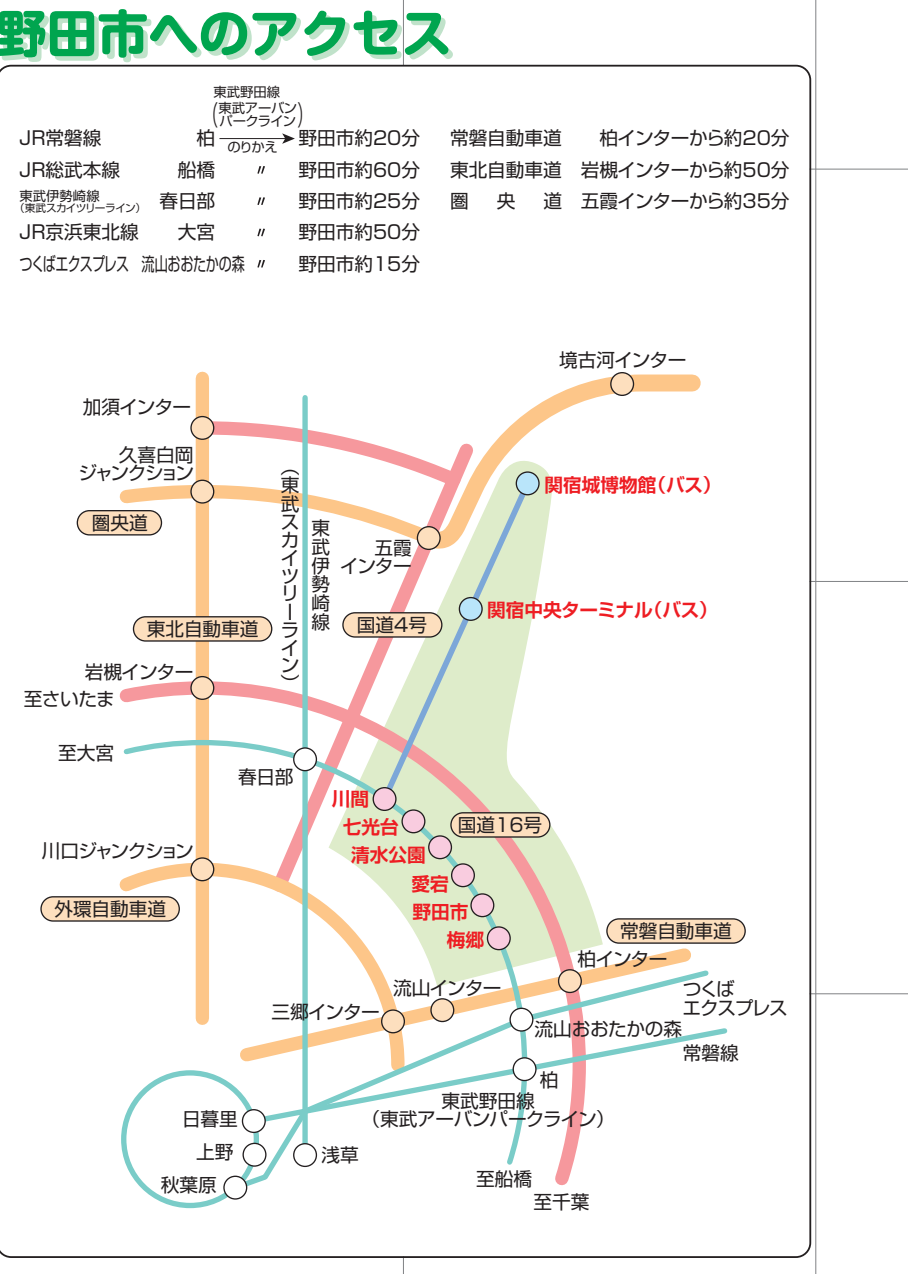 野田市へのアクセス
東武野田線
(東武アーバン
パークライン)
JR常磐線 柏 のりかえ 野田市約20分
JR総武本線 船橋 〃 野田市約60分
東武伊勢崎線
(東武スカイツリーライン) 春日部 〃 野田市約25分
JR京浜東北線 大宮 〃 野田市約50分
つくばエクスプレス 流山おおたかの森 〃 野田市約15分
常磐自動車道 柏インターから約20分
東北自動車道 岩槻インターから約50分
圏央道 五霞インターから約35分
境古河インター
加須インター
久喜白岡
ジャンクション
圏央道
関宿城博物館(バス)
(東武スカイツリーライン)
東武伊勢崎線
五霞
インター
関宿中央ターミナル(バス)
国道4号
東北自動車道
岩槻インター
至さいたま
至大宮
春日部
川間
七光台
国道16号
清水公園
川口ジャンクション
愛宕
外環自動車道
野田市
梅郷
常磐自動車道
柏インター
流山インター
つくば
エクスプレス
三郷インター
流山おおたかの森
常磐線
柏
東武野田線
(東武アーバンパークライン)
日暮里
上野
浅草
秋葉原
至船橋
至千葉